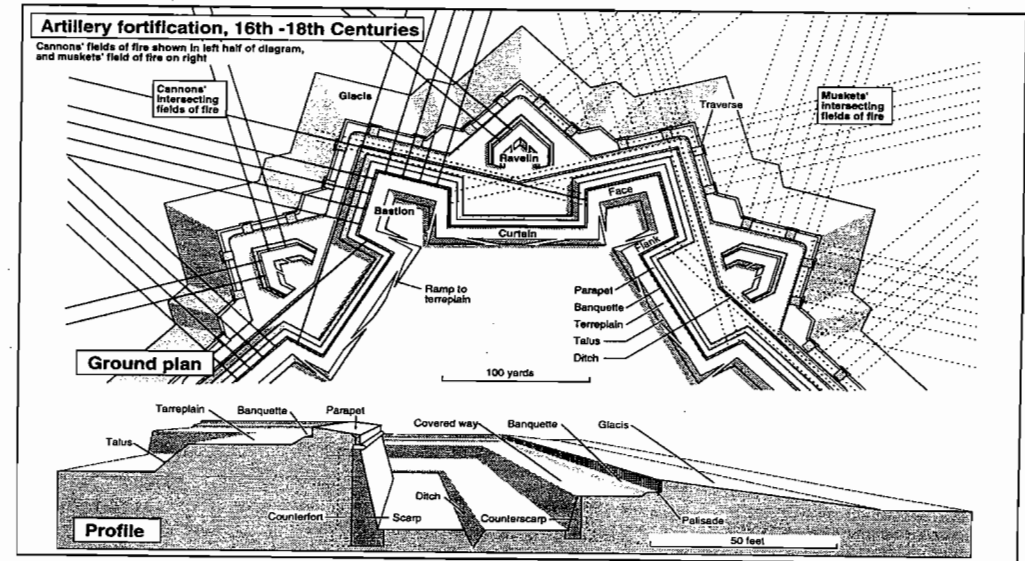 Artillery fortification, 16th -18th Centuries
Cannons' fields of fire shown in left half of diagram,
and muskets' field of fire on right
Cannons'
intersecting
fields of fire
Glacis
Traverse
Muskets'
intersecting
fields of fire
Ravelin
Bastion
Face
Curtain
Flank
Ramp to
terreplain
Parapet
Banquette
Terreplain
Talus
Ditch
Ground plan
100 yards
Tarreplain
Banquette
Parapet
Covered way
Banquette
Glacis
Talus
Ditch
Counterfort
Scarp
Counterscarp
Palisade
Profile
50 feet